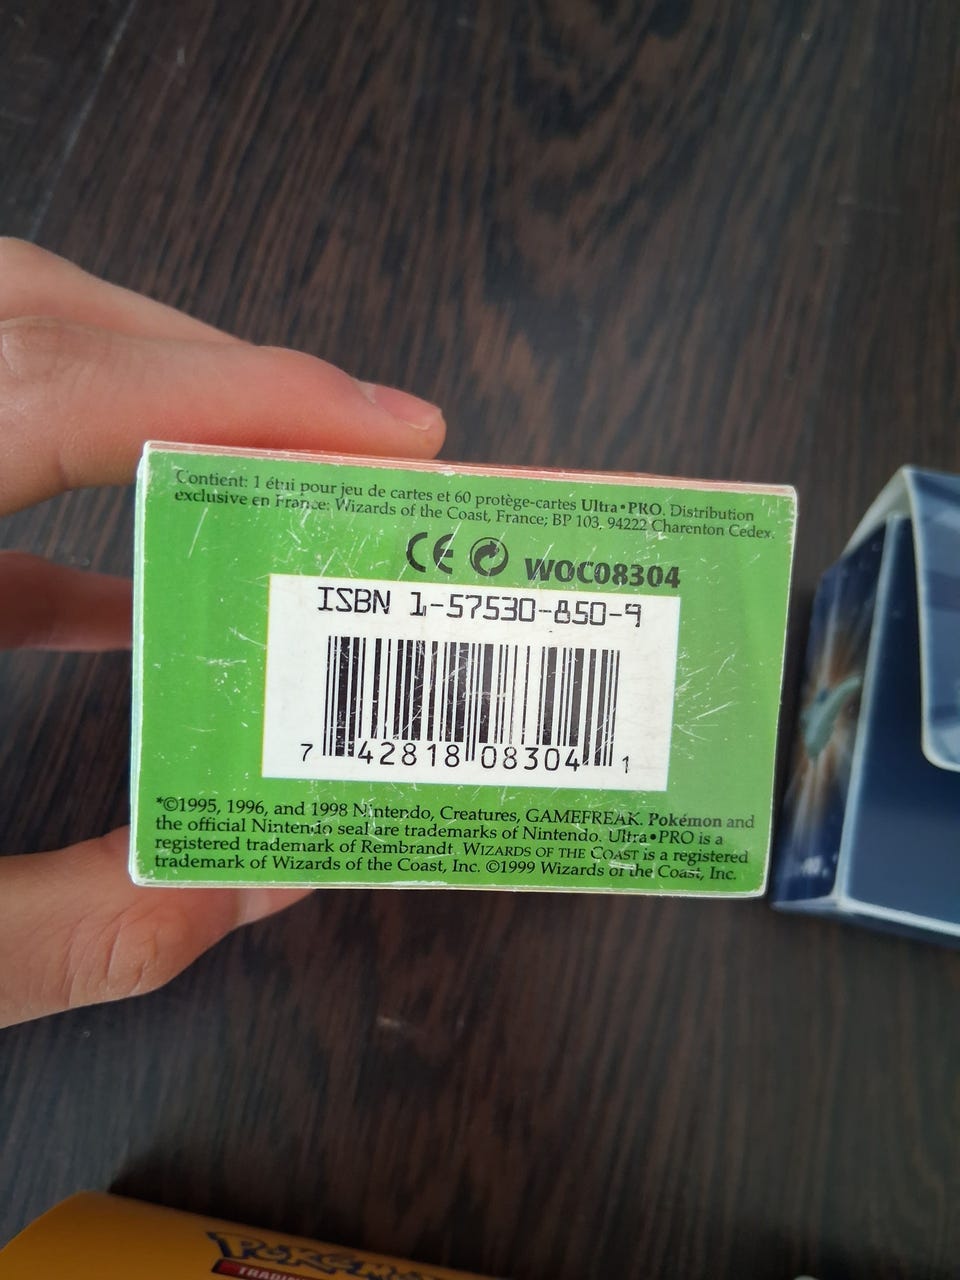 Contient: 1 étui pour jeu de cartes et 60 protège-cartes Ultra•PRO. Distribution
exclusive en France: Wizards of the Coast, France; BP 103, 94222 Charenton Cedex.
CE WOC08304
ISBN 1-57530-850-9
7 42818 08304 1
*©1995, 1996, and 1998 Nintendo, Creatures, GAMEFREAK. Pokémon and
the official Nintendo seal are trademarks of Nintendo. Ultra•PRO is a
registered trademark of Rembrandt. WIZARDS OF THE COAST is a registered
trademark of Wizards of the Coast, Inc. ©1999 Wizards of the Coast, Inc.
POKéMON